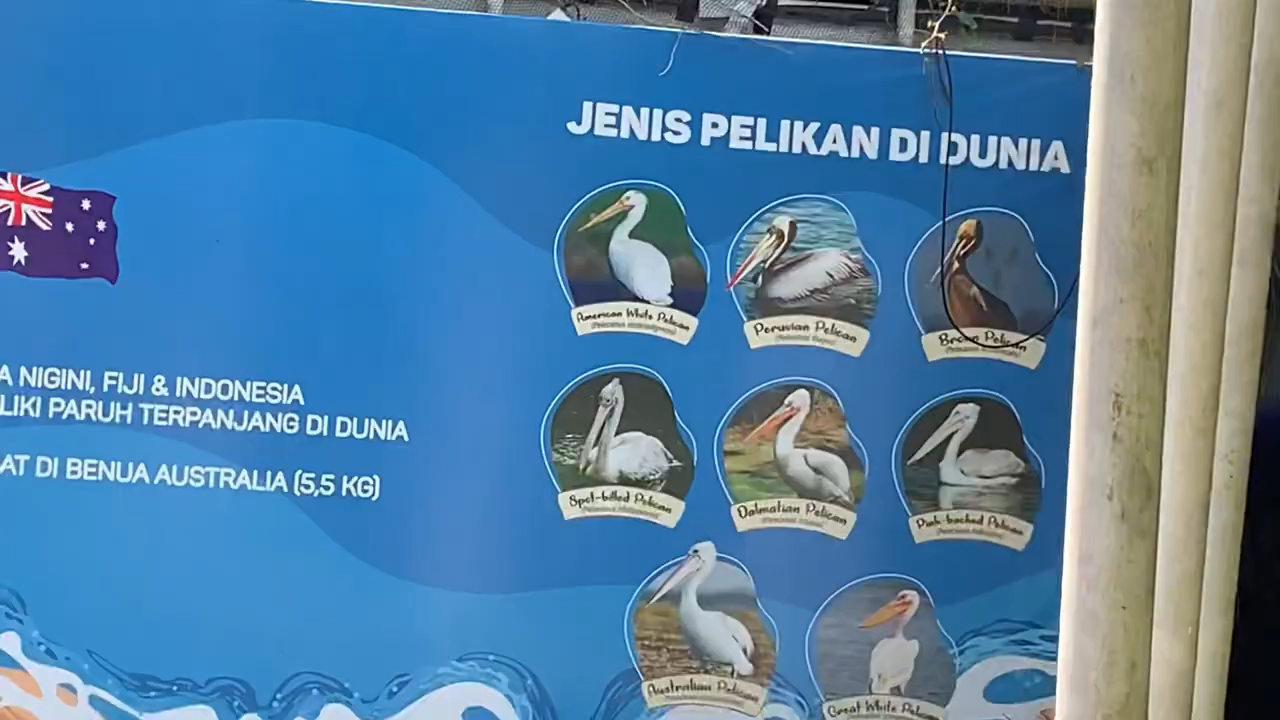 JENIS PELIKAN DI DUNIA
American White Pelican
Peruvian Pelican
Brown Pelican
A NIGINI, FIJI & INDONESIA
LIKI PARUH TERPANJANG DI DUNIA
AT DI BENUA AUSTRALIA (5,5 KG)
Spot-billed Pelican
Dalmatian Pelican
Pink-backed Pelican
Australian Pelican
Great White Pelican